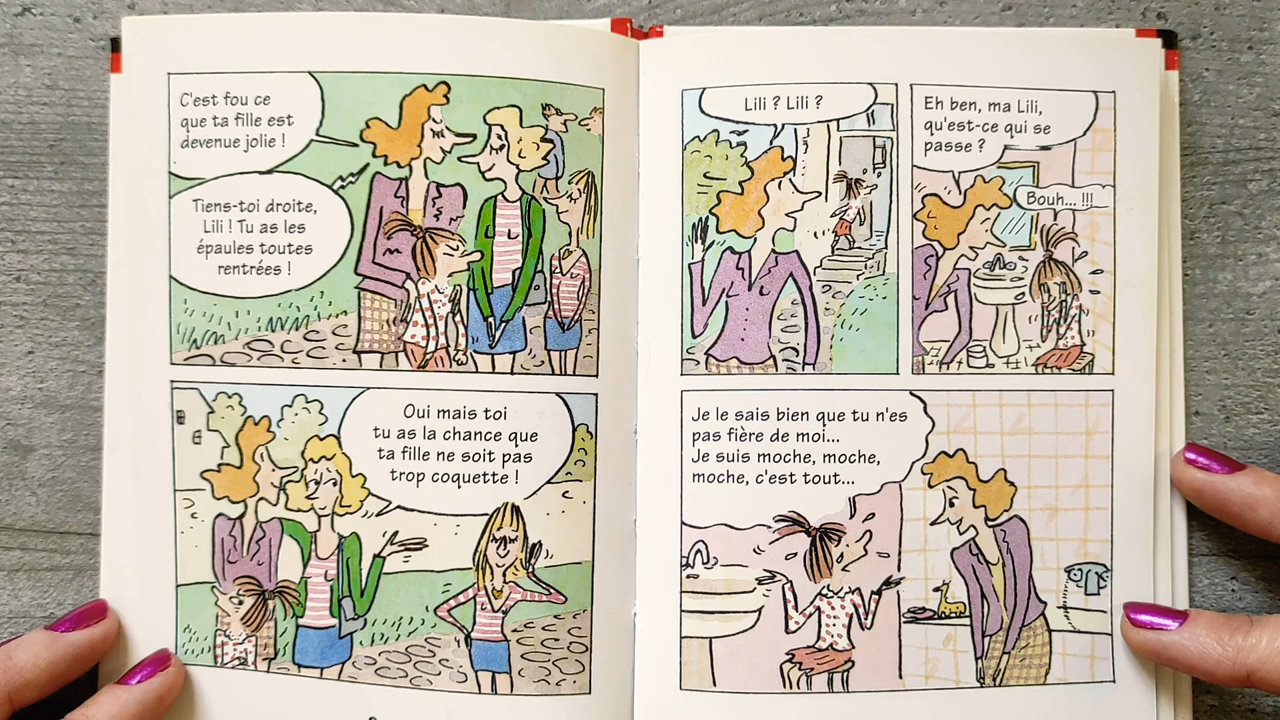 C'est fou ce
que ta fille est
devenue jolie !
Tiens-toi droite,
Lili ! Tu as les
épaules toutes
rentrées !
Oui mais toi
tu as la chance que
ta fille ne soit pas
trop coquette !
Lili ? Lili ?
Eh ben, ma Lili,
qu'est-ce qui se
passe ?
Bouh... !!!
Je le sais bien que tu n'es
pas fière de moi...
Je suis moche, moche,
moche, c'est tout...